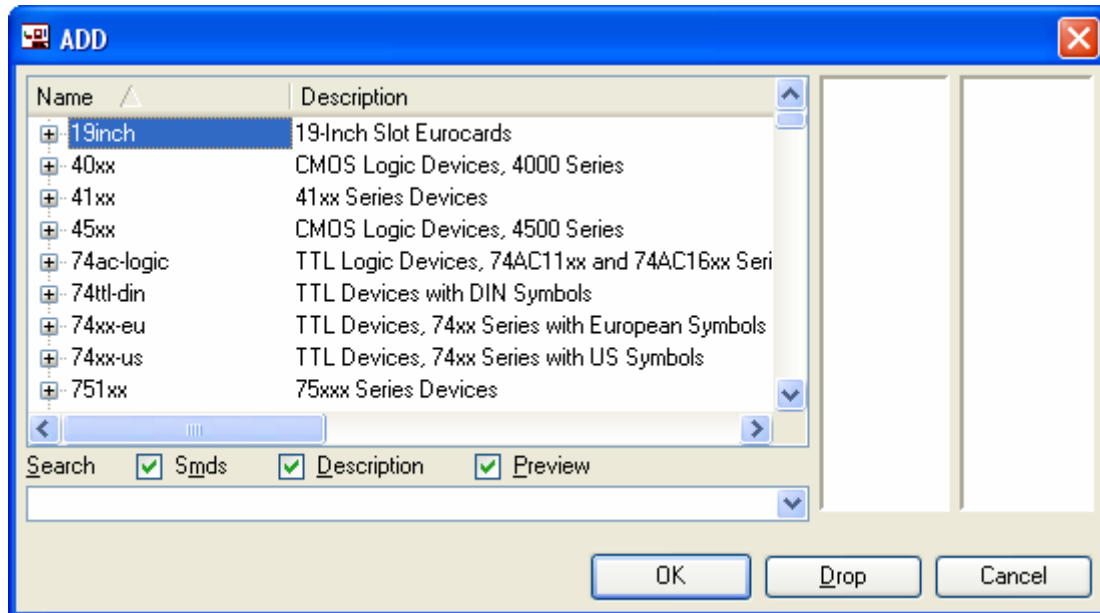 ADD
Name Description
19inch 19-Inch Slot Eurocards
40xx CMOS Logic Devices, 4000 Series
41xx 41xx Series Devices
45xx CMOS Logic Devices, 4500 Series
74ac-logic TTL Logic Devices, 74AC11xx and 74AC16xx Seri
74ttl-din TTL Devices with DIN Symbols
74xx-eu TTL Devices, 74xx Series with European Symbols
74xx-us TTL Devices, 74xx Series with US Symbols
751xx 75xxx Series Devices
Search Smds Description Preview
OK Drop Cancel